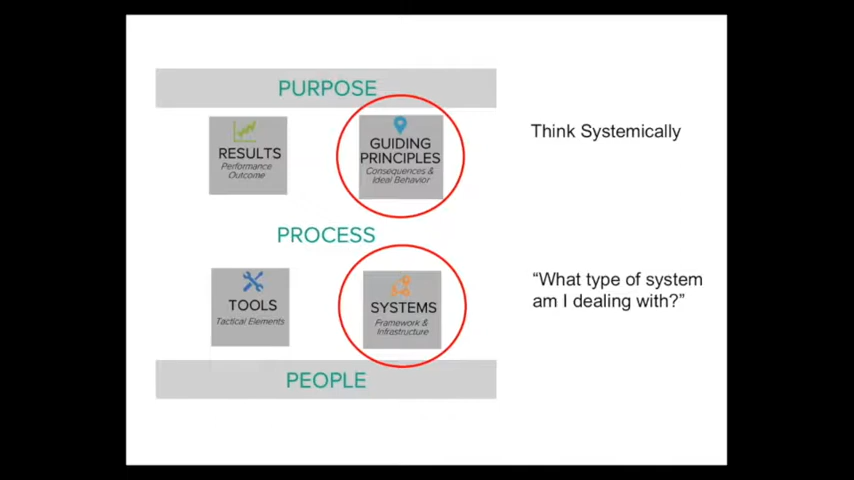 PURPOSE
RESULTS
Performance
Outcome
GUIDING
PRINCIPLES
Consequences &
Ideal Behavior
Think Systemically
PROCESS
TOOLS
Tactical Elements
SYSTEMS
Framework &
Infrastructure
“What type of system
am I dealing with?”
PEOPLE